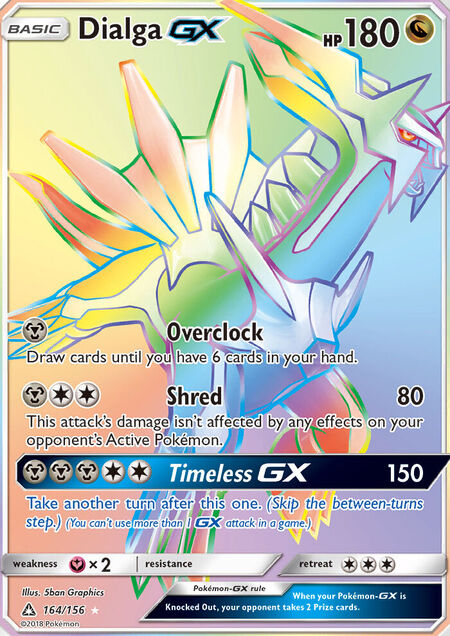 BASIC Dialga GX HP 180
Overclock
Draw cards until you have 6 cards in your hand.
Shred 80
This attack's damage isn't affected by any effects on your
opponent's Active Pokémon.
Timeless GX 150
Take another turn after this one. (Skip the between-turns
step.) (You can't use more than 1 GX attack in a game.)
weakness ×2 resistance retreat
Illus. 5ban Graphics
164/156
©2018 Pokémon
Pokémon-GX rule
When your Pokémon-GX is
Knocked Out, your opponent takes 2 Prize cards.